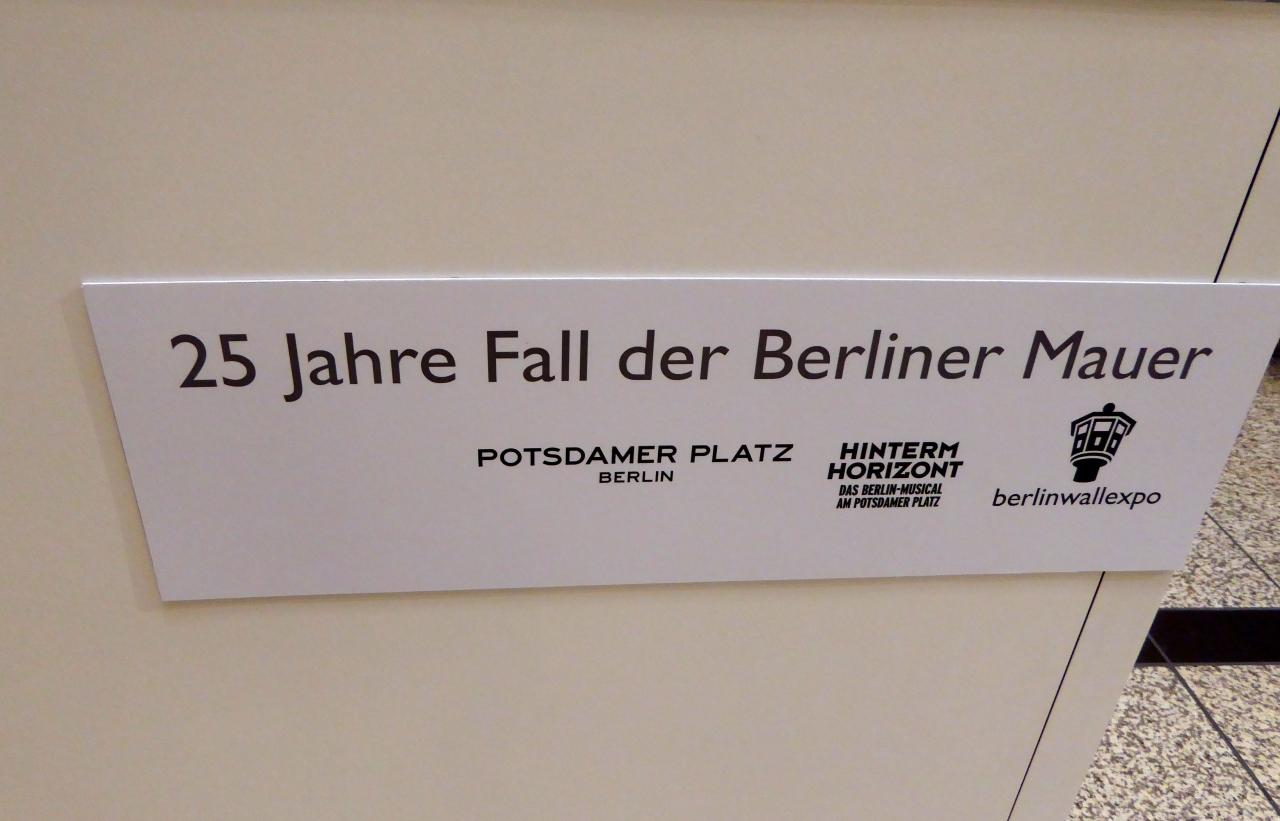 25 Jahre Fall der Berliner Mauer
POTSDAMER PLATZ
BERLIN
HINTERM
HORIZONT
DAS BERLIN-MUSICAL
AM POTSDAMER PLATZ
berlinwallexpo